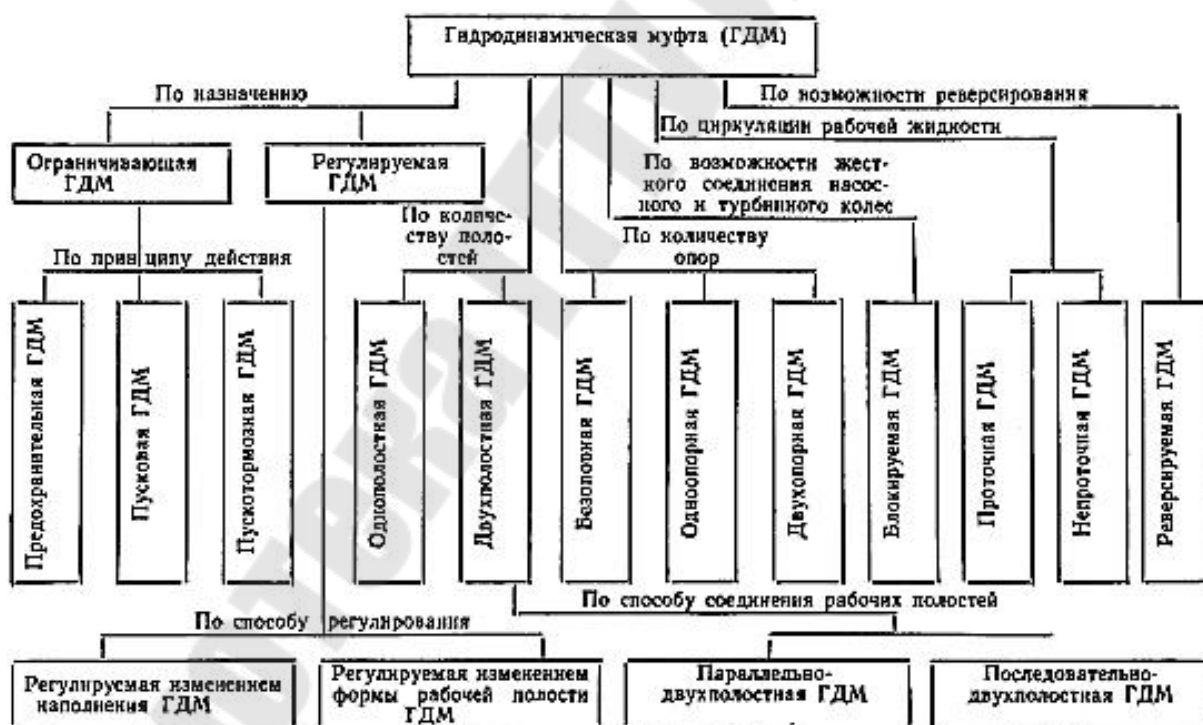 Гидродинамическая муфта (ГДМ)
По назначению
По возможности реверсирования
По циркуляции рабочей жидкости
Ограничивающая
ГДМ
Регулируемая
ГДМ
По возможности жест-
ного соединения насос-
ного и турбинного колес
По количе-
ству поло-
стей
По количеству
опор
По принципу действия
Предохранительная ГДМ
Пусковая ГДМ
Пускотормозная ГДМ
Однополостная ГДМ
Двухполостная ГДМ
Безопорная ГДМ
Одноопорная ГДМ
Двухопорная ГДМ
Блокируемая ГДМ
Проточная ГДМ
Непроточная ГДМ
Реверсируемая ГДМ
По способу соединения рабочих полостей
По способу регулирования
Регулируемая изменением
наполнения ГДМ
Регулируемая изменением
формы рабочей полости
ГДМ
Параллельно-
двухполостная ГДМ
Последовательно-
двухполостная ГДМ